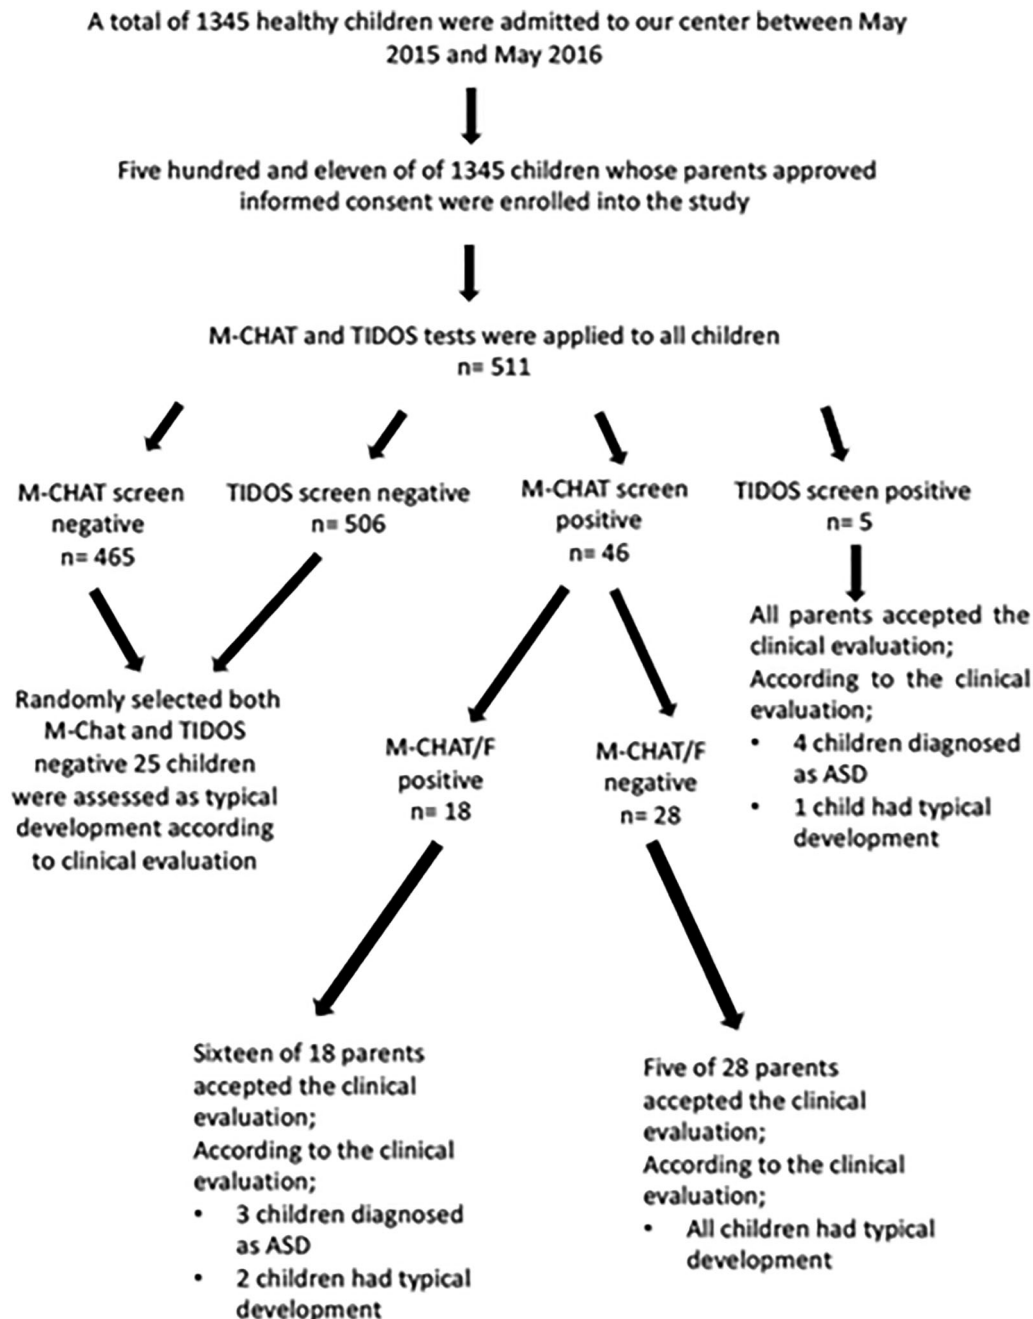 A total of 1345 healthy children were admitted to our center between May
2015 and May 2016
Five hundred and eleven of of 1345 children whose parents approved
informed consent were enrolled into the study
M-CHAT and TIDOS tests were applied to all children
n= 511
M-CHAT screen
negative
n= 465
TIDOS screen negative
n= 506
M-CHAT screen
positive
n= 46
TIDOS screen positive
n= 5
Randomly selected both
M-Chat and TIDOS
negative 25 children
were assessed as typical
development according
to clinical evaluation
M-CHAT/F
positive
n= 18
M-CHAT/F
negative
n= 28
All parents accepted the
clinical evaluation;
According to the clinical
evaluation;
• 4 children diagnosed
as ASD
• 1 child had typical
development
Sixteen of 18 parents
accepted the clinical
evaluation;
According to the clinical
evaluation;
• 3 children diagnosed
as ASD
• 2 children had typical
development
Five of 28 parents
accepted the clinical
evaluation;
According to the clinical
evaluation;
• All children had typical
development